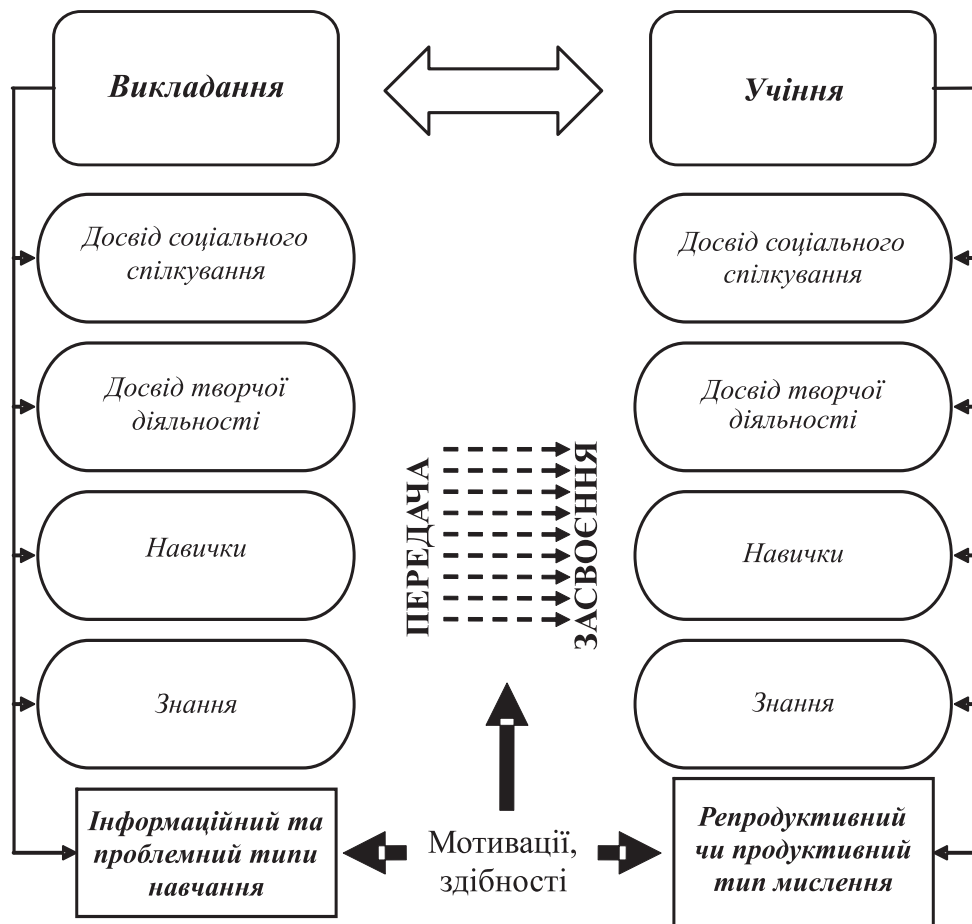 Викладання
Учіння
Досвід соціального
спілкування
Досвід соціального
спілкування
Досвід творчої
діяльності
Досвід творчої
діяльності
ПЕРЕДАЧА
ЗАСВОЄННЯ
Навички
Навички
Знання
Знання
Інформаційний та
проблемний типи
навчання
Мотивації,
здібності
Репродуктивний
чи продуктивний
тип мислення